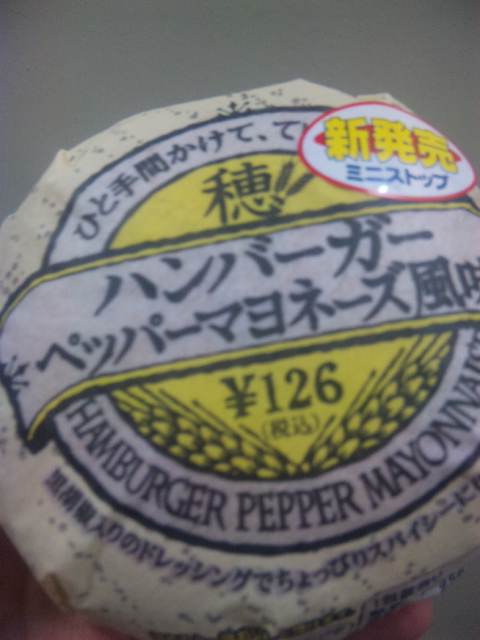 ひと手間かけて、て
新発売
ミニストップ
穂
ハンバーガー
ペッパーマヨネーズ風味
¥126
(税込)
HAMBURGER PEPPER MAYONNAISE
黒胡椒入りのドレッシングでちょっぴりスパイシーに